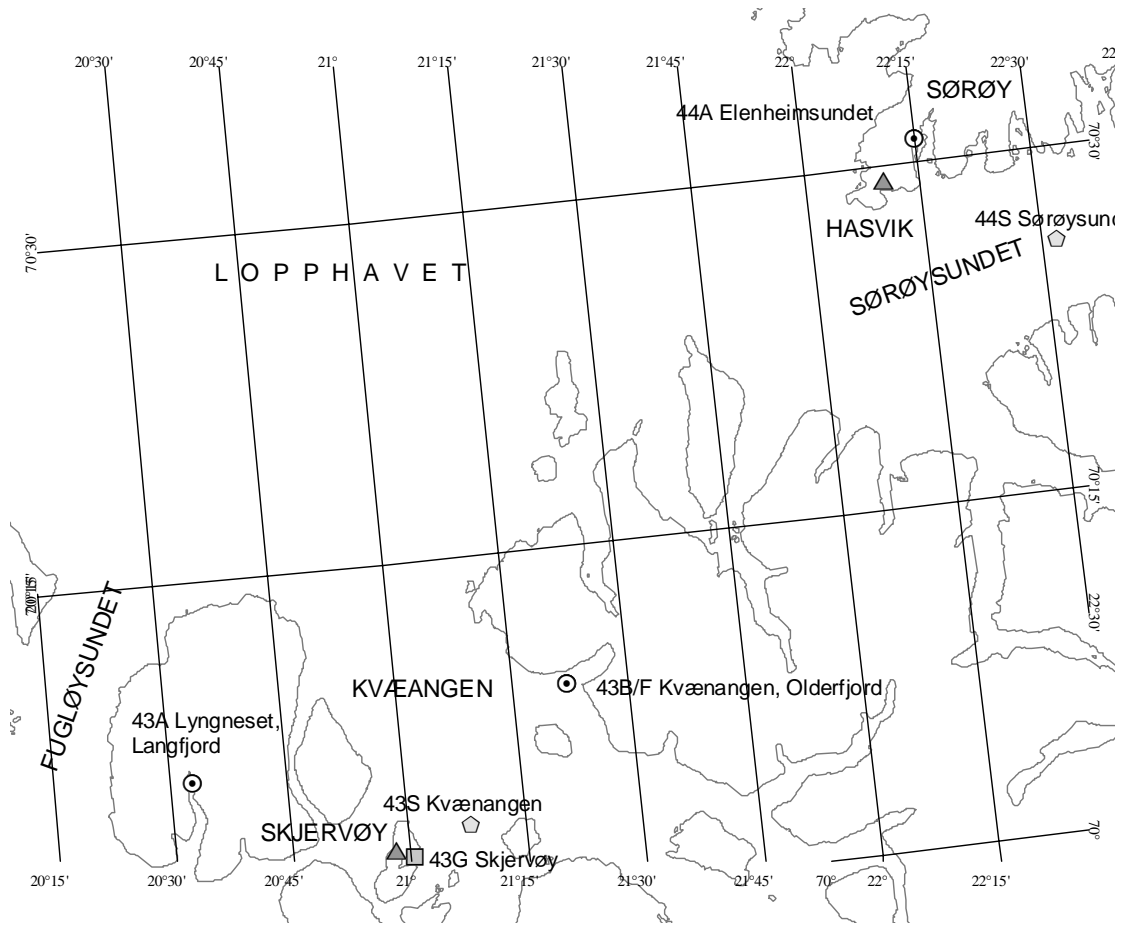 22
20°30'
20°45'
21°
21°15'
21°30'
21°45'
22°
22°15'
22°30'
SØRØY
44A Elenheimsundet
70°30'
HASVIK
44S Sørøysund
70°30'
LOPPHAVET
SØRØYSUNDET
70°15'
FUGLØYSUNDET
22°30'
KVÆANGEN
43B/F Kvænangen, Olderfjord
43A Lyngneset,
Langfjord
43S Kvænangen
SKJERVØY
43G Skjervøy
70°
20°15'
20°30'
20°45'
21°
21°15'
21°30'
21°45'
70°
22°
22°15'